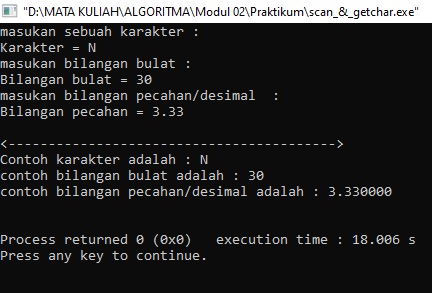 "D:\MATA KULIAH\ALGORITMA\Modul 02\Praktikum\scan_&_getchar.exe"
masukan sebuah karakter :
Karakter = N
masukan bilangan bulat :
Bilangan bulat = 30
masukan bilangan pecahan/desimal  :
Bilangan pecahan = 3.33
<---------------------------------------->
Contoh karakter adalah : N
contoh bilangan bulat adalah : 30
contoh bilangan pecahan/desimal adalah : 3.330000
Process returned 0 (0x0)   execution time : 18.006 s
Press any key to continue.